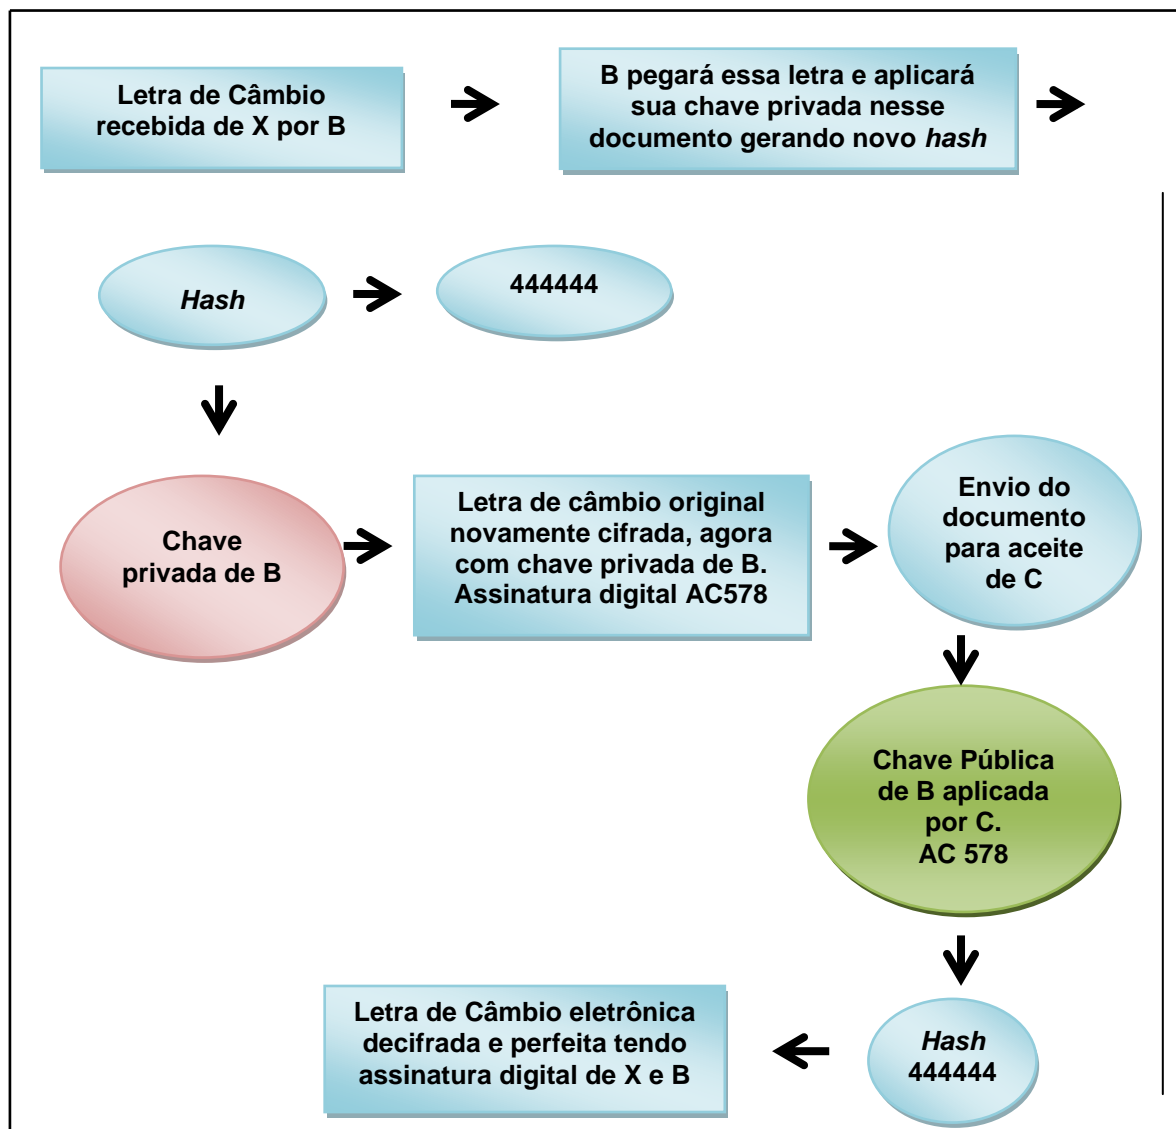 Letra de Câmbio
recebida de X por B
B pegará essa letra e aplicará
sua chave privada nesse
documento gerando novo hash
Hash
444444
Chave
privada de B
Letra de câmbio original
novamente cifrada, agora
com chave privada de B.
Assinatura digital AC578
Envio do
documento
para aceite
de C
Chave Pública
de B aplicada
por C.
AC 578
Hash
444444
Letra de Câmbio eletrônica
decifrada e perfeita tendo
assinatura digital de X e B